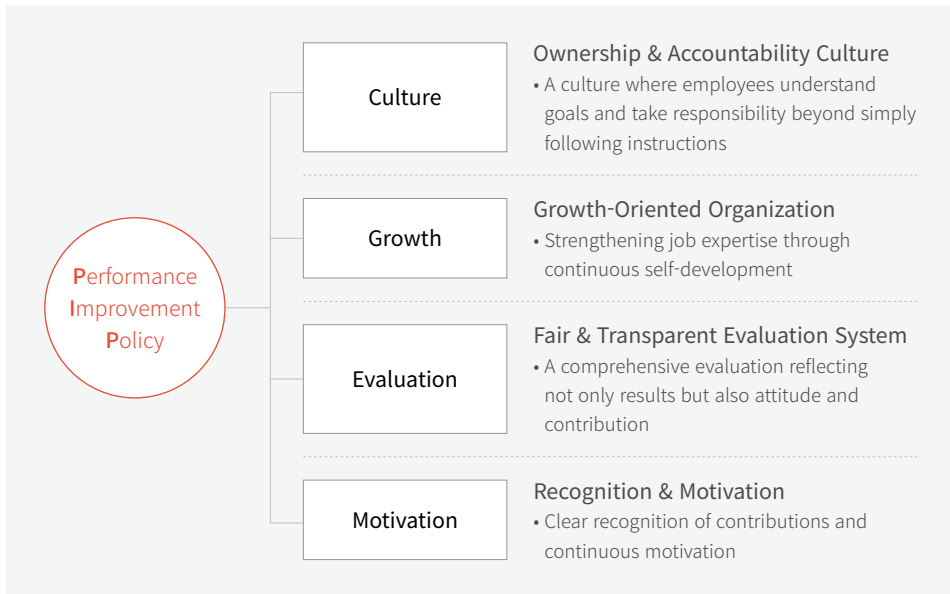 Performance
Improvement
Policy
Culture
Ownership & Accountability Culture
• A culture where employees understand
goals and take responsibility beyond simply
following instructions
Growth
Growth-Oriented Organization
• Strengthening job expertise through
continuous self-development
Evaluation
Fair & Transparent Evaluation System
• A comprehensive evaluation reflecting
not only results but also attitude and
contribution
Motivation
Recognition & Motivation
• Clear recognition of contributions and
continuous motivation